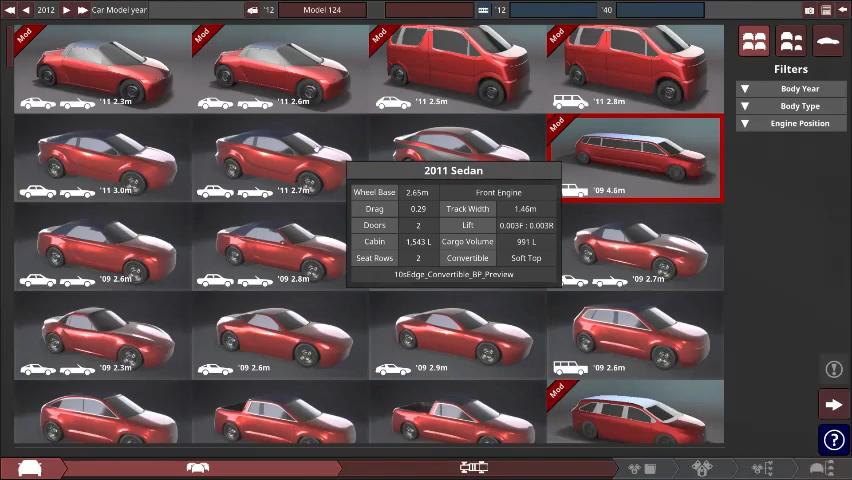 2012 Car Model year '12 Model 124 '12 '40
Mod Mod Mod Mod
'11 2.3m '11 2.6m '11 2.5m '11 2.8m
Filters
Body Year
Body Type
Engine Position
Mod
'11 3.0m '11 2.7m '09 4.6m
2011 Sedan
Wheel Base 2.65m Front Engine
Drag 0.29 Track Width 1.46m
Doors 2 Lift 0.003F : 0.003R
Cabin 1,543 L Cargo Volume 991 L
Seat Rows 2 Convertible Soft Top
10sEdge_Convertible_BP_Preview
'09 2.6m '09 2.8m '09 2.7m
'09 2.3m '09 2.6m '09 2.9m '09 2.6m
Mod